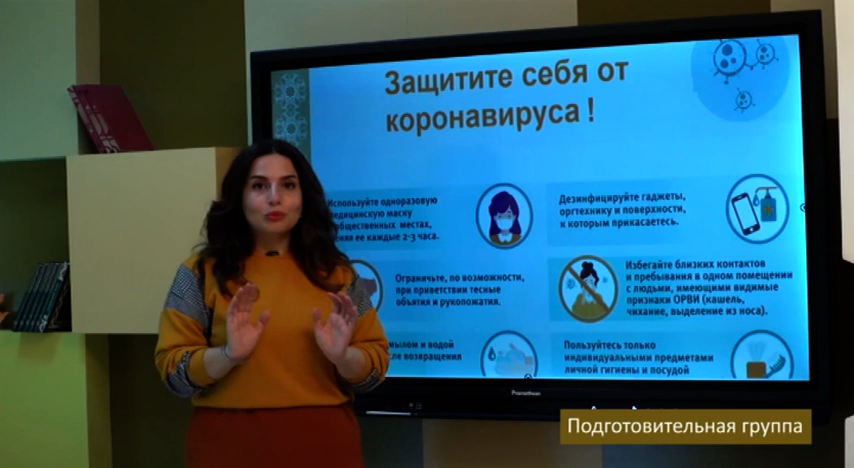 Защитите себя от
коронавируса !
Используйте одноразовую
медицинскую маску
общественных местах,
меняя ее каждые 2-3 часа.
Дезинфицируйте гаджеты,
оргтехнику и поверхности,
к которым прикасаетесь.
Ограничьте, по возможности,
при приветствии тесные
объятия и рукопожатия.
Избегайте близких контактов
и пребывания в одном помещении
с людьми, имеющими видимые
признаки ОРВИ (кашель,
чихание, выделение из носа).
мылом и водой
возвращения
Пользуйтесь только
индивидуальными предметами
личной гигиены и посудой
Promethean
Подготовительная группа